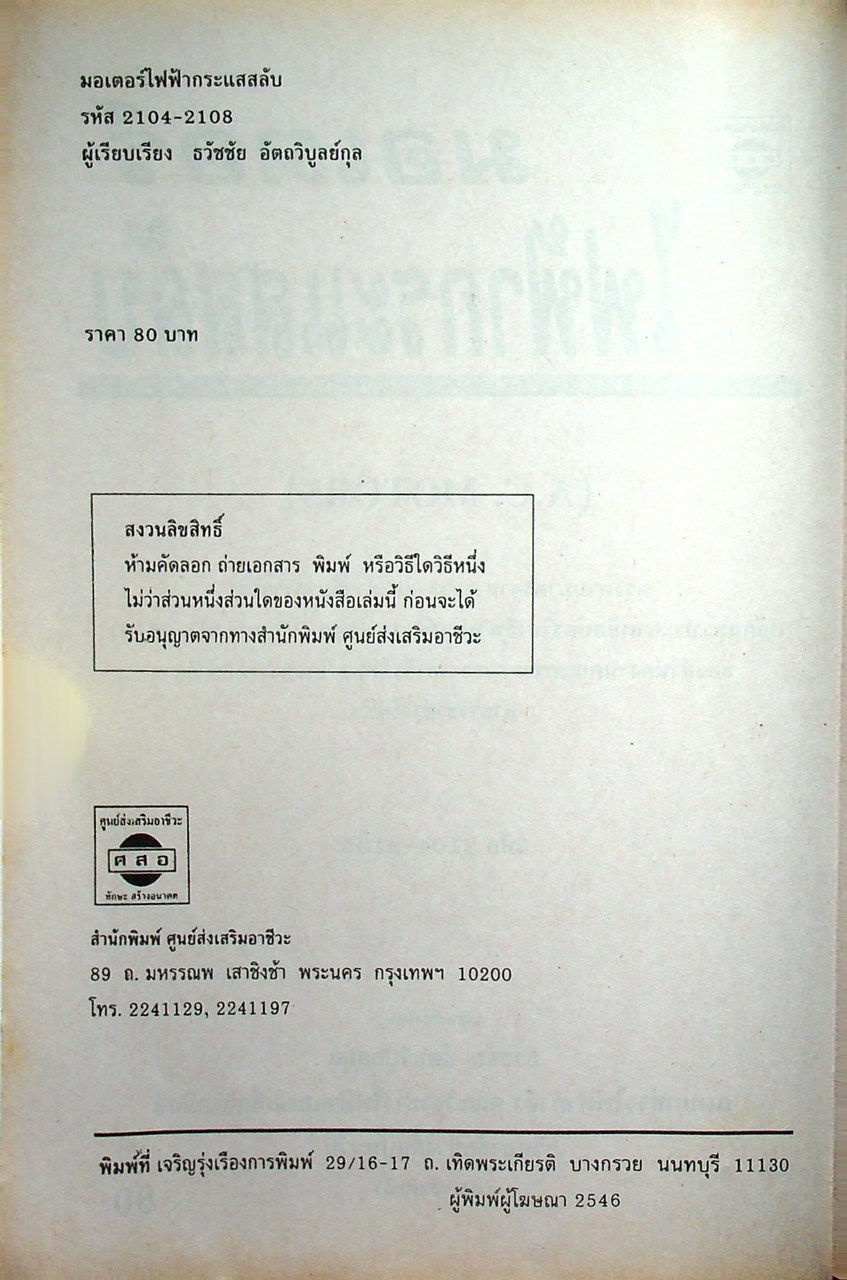 มอเตอร์ไฟฟ้ากระแสสลับ
รหัส 2104-2108
ผู้เรียบเรียง ธวัชชัย อัตถวิบูลย์กุล
ราคา 80 บาท
สงวนลิขสิทธิ์
ห้ามคัดลอก ถ่ายเอกสาร พิมพ์ หรือวิธีใดวิธีหนึ่ง
ไม่ว่าส่วนหนึ่งส่วนใดของหนังสือเล่มนี้ ก่อนจะได้
รับอนุญาตจากทางสำนักพิมพ์ ศูนย์ส่งเสริมอาชีวะ
ศูนย์ส่งเสริมอาชีวะ
ศ ส อ
ทักษะ สร้างอนาคต
สำนักพิมพ์ ศูนย์ส่งเสริมอาชีวะ
89 ถ. มหรรณพ เสาชิงช้า พระนคร กรุงเทพฯ 10200
โทร. 2241129, 2241197
พิมพ์ที่ เจริญรุ่งเรืองการพิมพ์ 29/16-17 ถ. เทิดพระเกียรติ บางกรวย นนทบุรี 11130
ผู้พิมพ์ผู้โฆษณา 2546